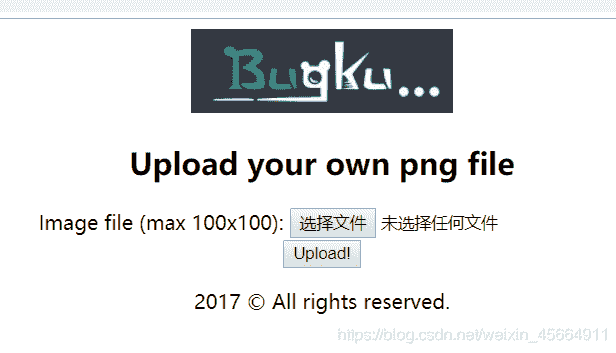 Bugku...
Upload your own png file
Image file (max 100x100): 选择文件 未选择任何文件
Upload!
2017 © All rights reserved.
https://blog.csdn.net/weixin_45664911